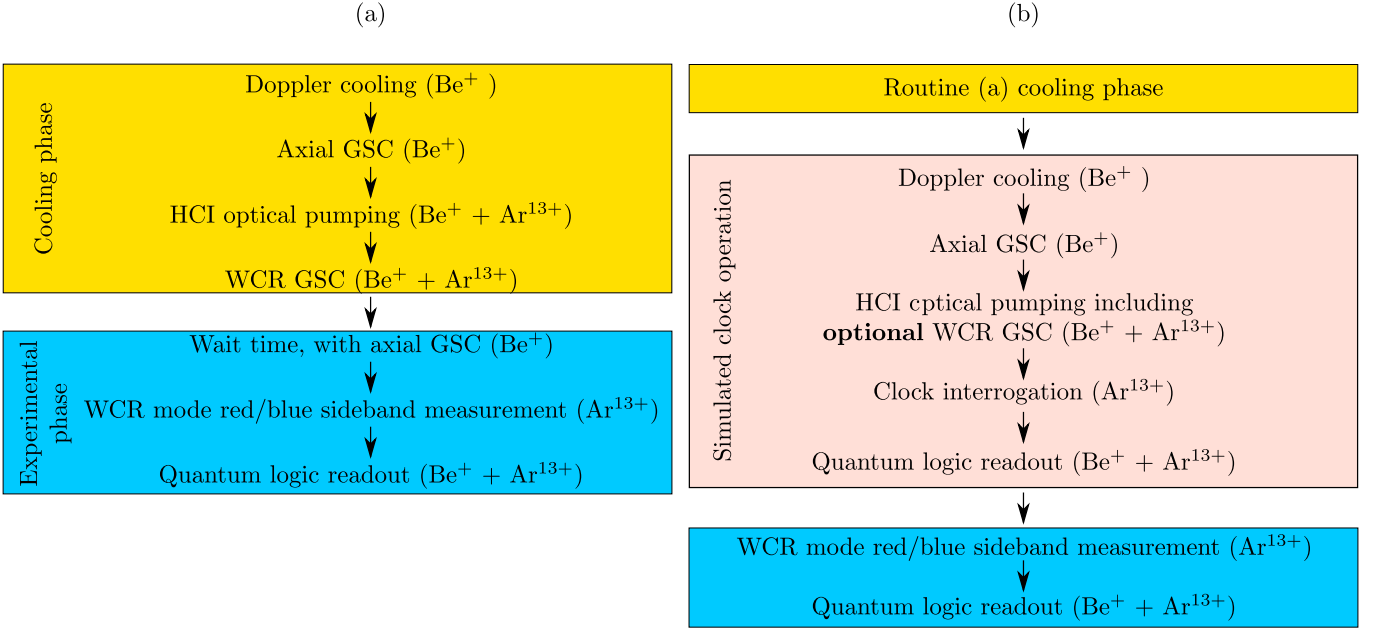 (a)
Cooling phase
Doppler cooling (Be⁺ )
Axial GSC (Be⁺)
HCI optical pumping (Be⁺ + Ar¹³⁺)
WCR GSC (Be⁺ + Ar¹³⁺)
Experimental
phase
Wait time, with axial GSC (Be⁺)
WCR mode red/blue sideband measurement (Ar¹³⁺)
Quantum logic readout (Be⁺ + Ar¹³⁺)
(b)
Routine (a) cooling phase
Simulated clock operation
Doppler cooling (Be⁺ )
Axial GSC (Be⁺)
HCI cptical pumping including
optional WCR GSC (Be⁺ + Ar¹³⁺)
Clock interrogation (Ar¹³⁺)
Quantum logic readout (Be⁺ + Ar¹³⁺)
WCR mode red/blue sideband measurement (Ar¹³⁺)
Quantum logic readout (Be⁺ + Ar¹³⁺)